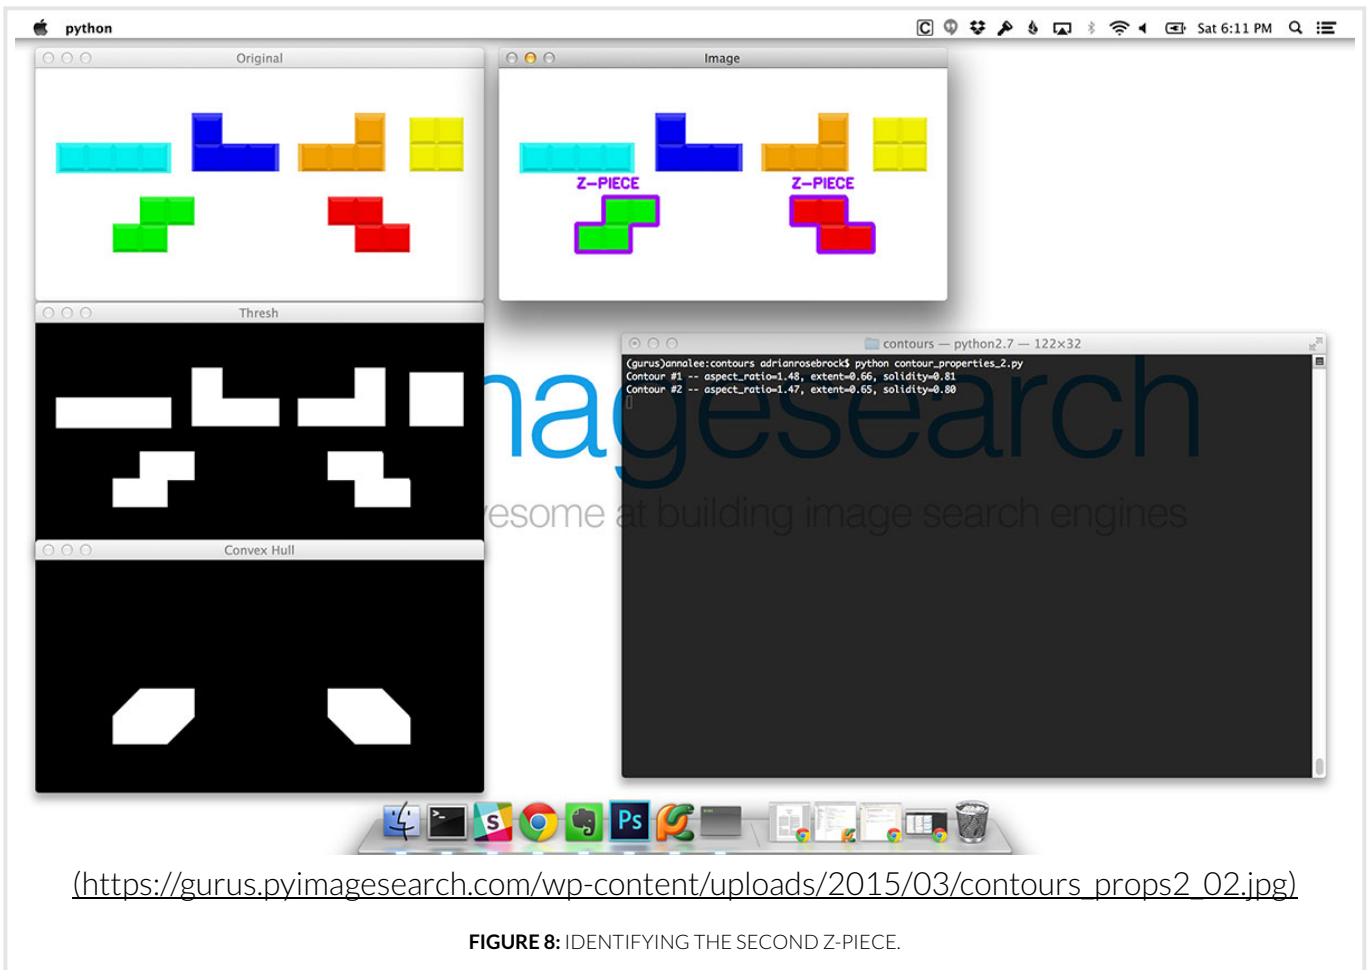 python
C
Sat 6:11 PM
Original
Image
Z-PIECE
Z-PIECE
Thresh
contours — python2.7 — 122×32
(gurus)annalee:contours adrianrosebrock$ python contour_properties_2.py
Contour #1 -- aspect_ratio=1.48, extent=0.66, solidity=0.81
Contour #2 -- aspect_ratio=1.47, extent=0.65, solidity=0.80
magesearch
esome at building image search engines
Convex Hull
>_
S
Ps
(https://gurus.pyimagesearch.com/wp-content/uploads/2015/03/contours_props2_02.jpg)
FIGURE 8: IDENTIFYING THE SECOND Z-PIECE.